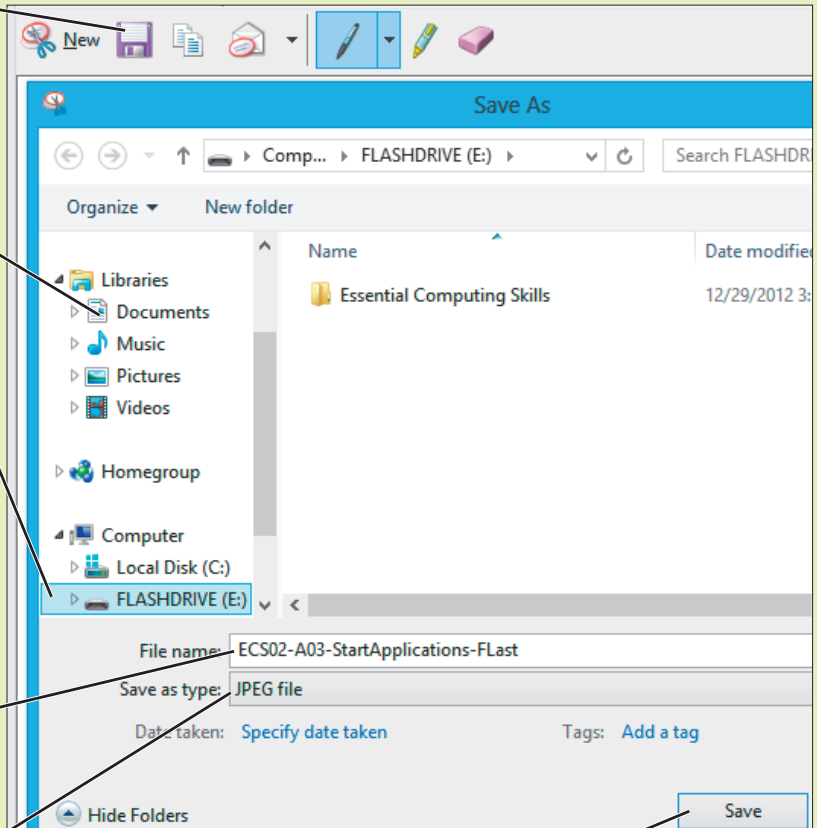 New
Save As
Comp... FLASHDRIVE (E:) Search FLASHDRI
Organize New folder
Name Date modified
Libraries
Essential Computing Skills 12/29/2012 3:
Documents
Music
Pictures
Videos
Homegroup
Computer
Local Disk (C:)
FLASHDRIVE (E:)
File name: ECS02-A03-StartApplications-FLast
Save as type: JPEG file
Date taken: Specify date taken Tags: Add a tag
Hide Folders Save